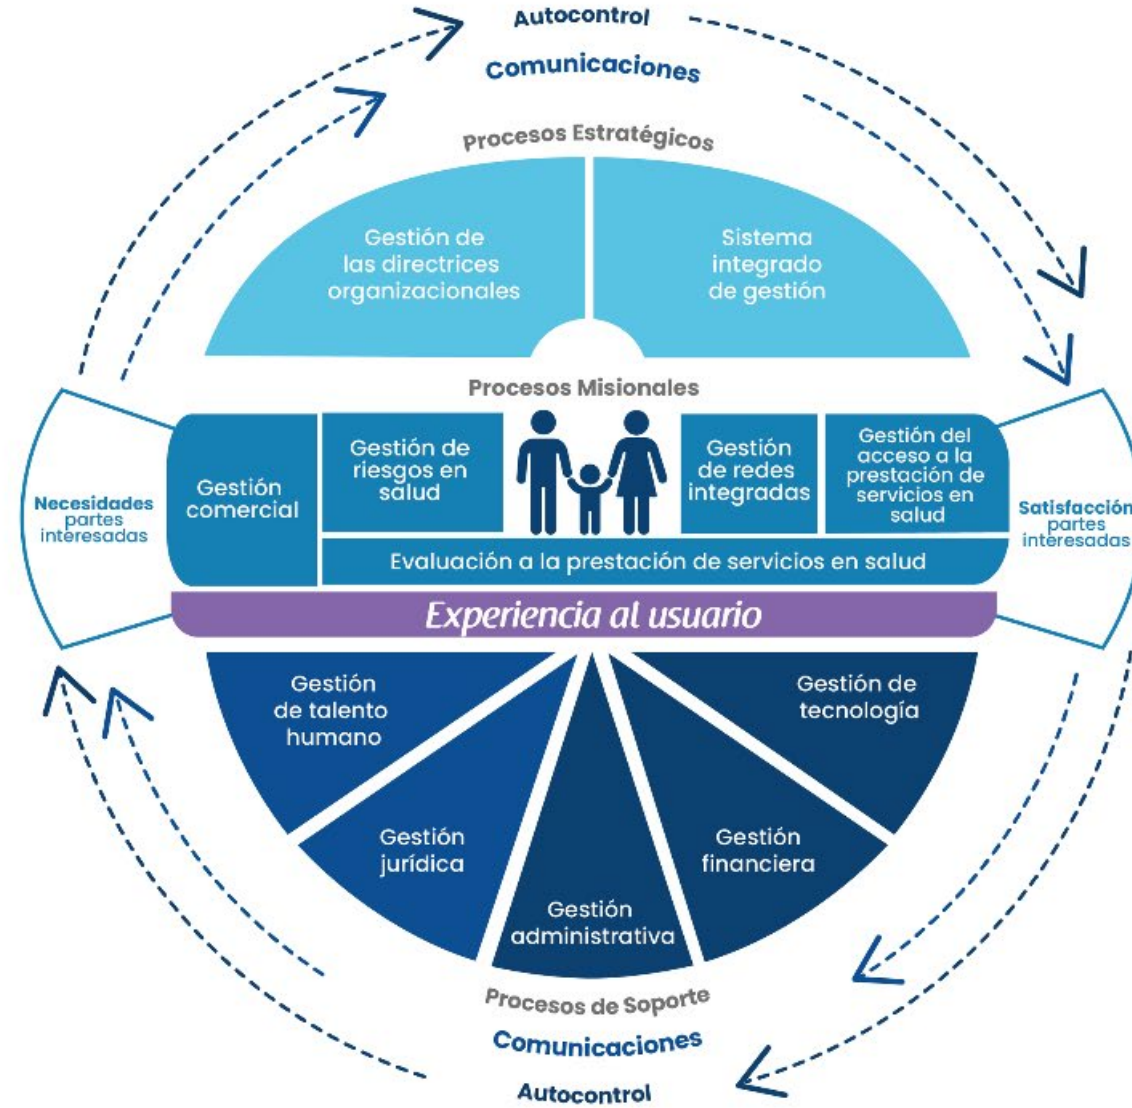 Autocontrol
Comunicaciones
Procesos Estratégicos
Gestión de
las directrices
organizacionales
Sistema
integrado
de gestión
Procesos Misionales
Necesidades
partes
interesadas
Gestión
comercial
Gestión de
riesgos en
salud
Gestión
de redes
integradas
Gestión del
acceso a la
prestación de
servicios en
salud
Satisfacción
partes
interesadas
Evaluación a la prestación de servicios en salud
Experiencia al usuario
Gestión
de talento
humano
Gestión
jurídica
Gestión
administrativa
Gestión
financiera
Gestión de
tecnología
Procesos de Soporte
Comunicaciones
Autocontrol